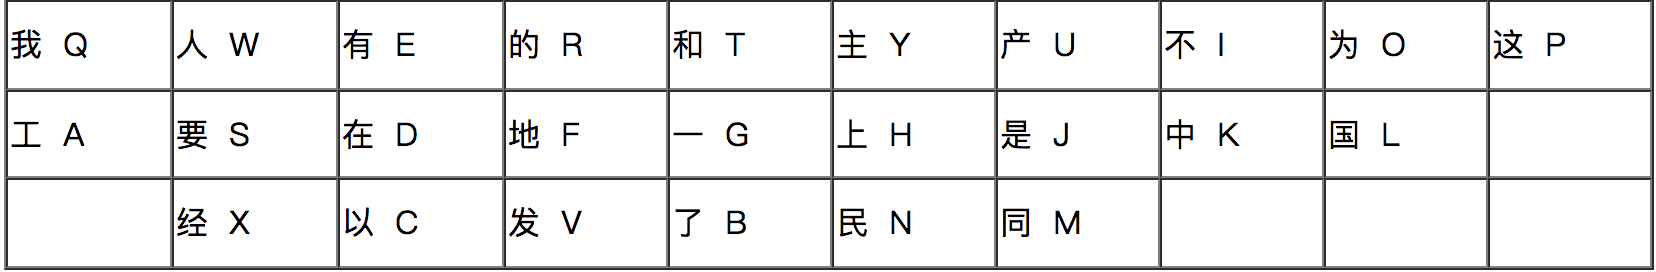 我 Q 人 W 有 E 的 R 和 T 主 Y 产 U 不 I 为 O 这 P
工 A 要 S 在 D 地 F 一 G 上 H 是 J 中 K 国 L
经 X 以 C 发 V 了 B 民 N 同 M